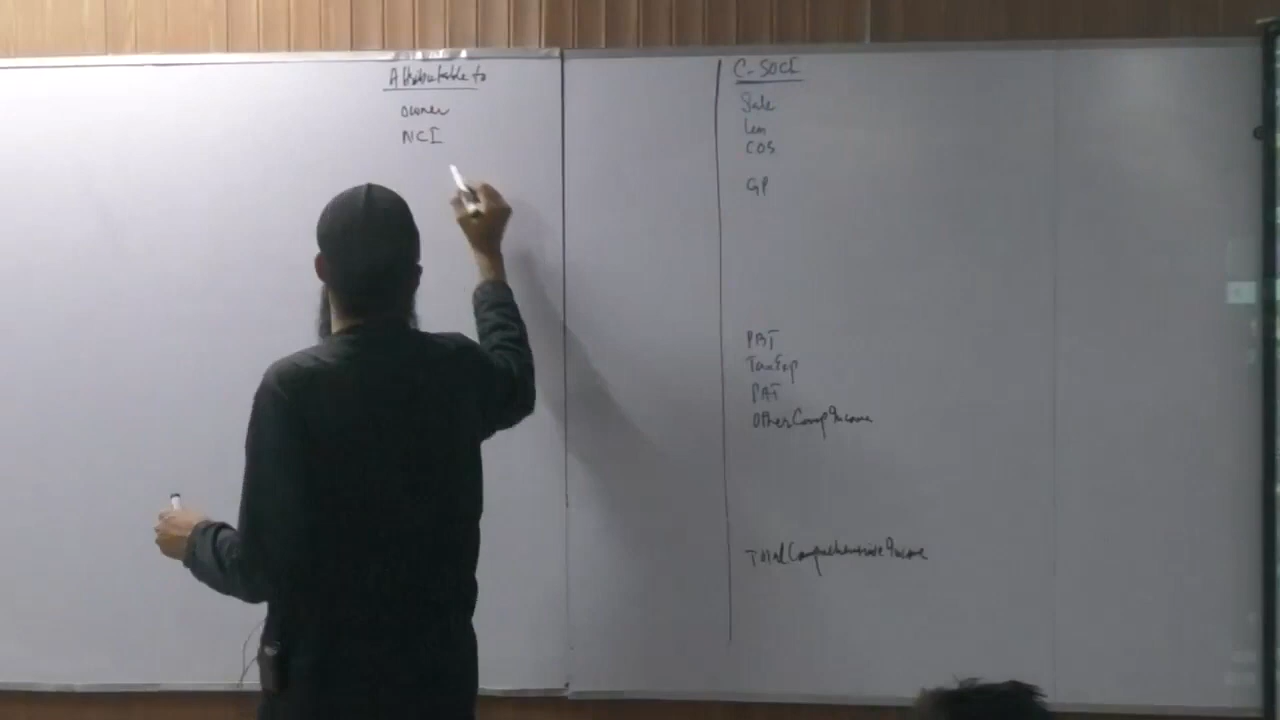 Attributable to
owner
NCI
C-SOCI
Sale
Less
COS
GP
PBT
Tax Exp
PAT
Other Comp Income
Total Comprehensive Income